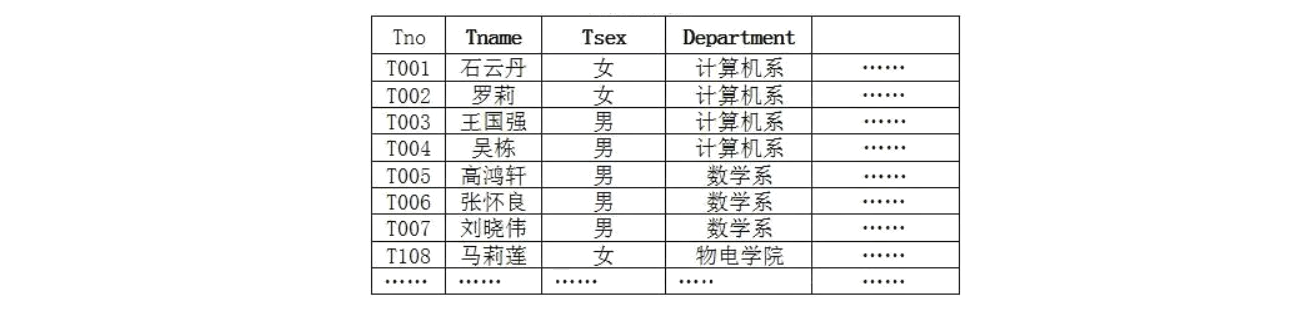 Tno Tname Tsex Department
T001 石云丹 女 计算机系 ……
T002 罗莉 女 计算机系 ……
T003 王国强 男 计算机系 ……
T004 吴栋 男 计算机系 ……
T005 高鸿轩 男 数学系 ……
T006 张怀良 男 数学系 ……
T007 刘晓伟 男 数学系 ……
T108 马莉莲 女 物电学院 ……
…… …… …… ….. ……